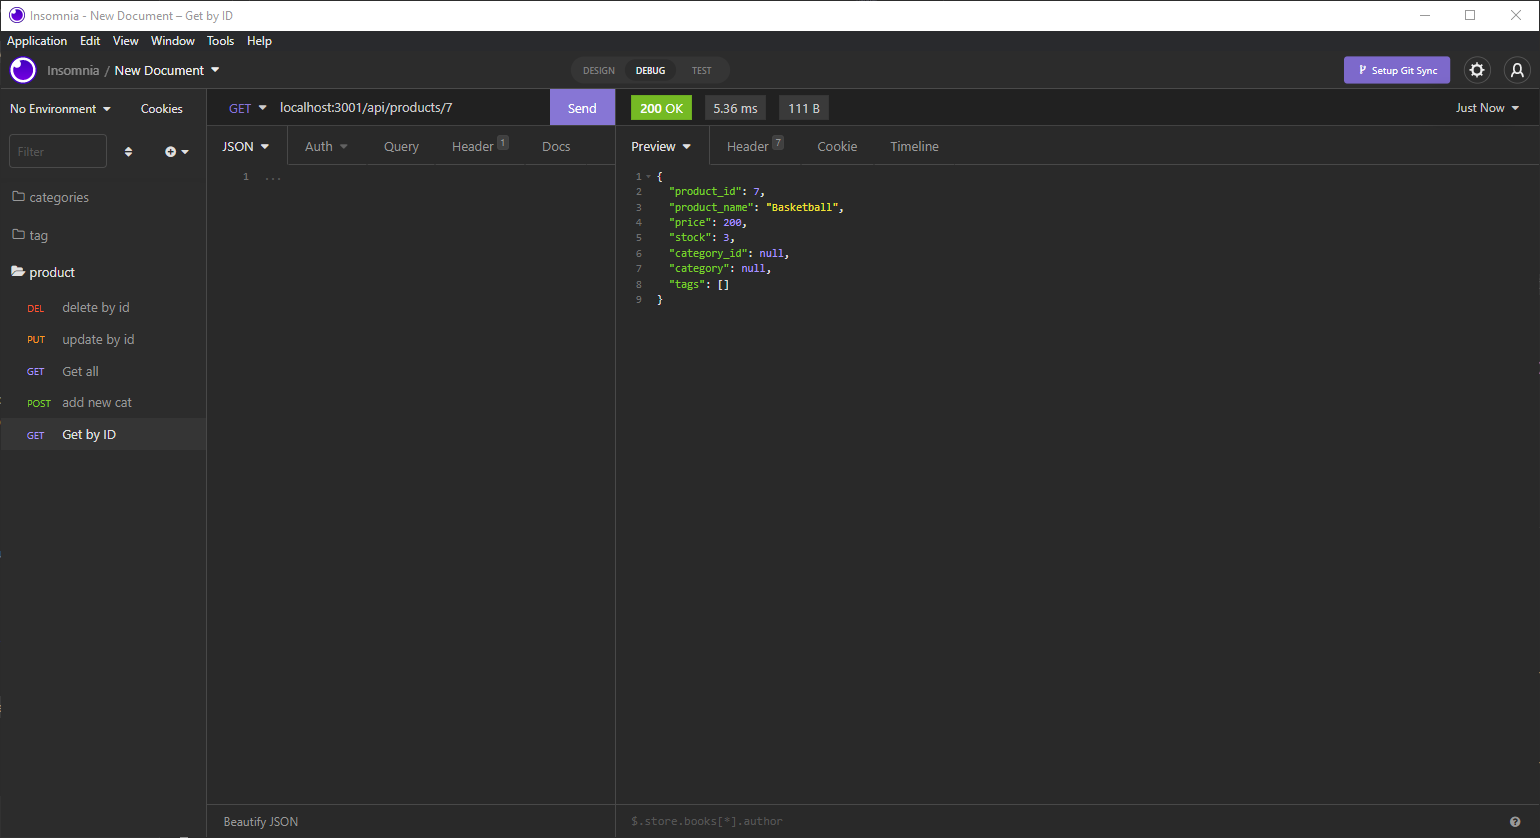 Insomnia - New Document – Get by ID
Application Edit View Window Tools Help
Insomnia / New Document
DESIGN DEBUG TEST
Setup Git Sync
No Environment Cookies
GET localhost:3001/api/products/7 Send
200 OK 5.36 ms 111 B
Just Now
Filter
JSON Auth Query Header 1 Docs
Preview Header 7 Cookie Timeline
categories
tag
product
DEL delete by id
PUT update by id
GET Get all
POST add new cat
GET Get by ID
1 ...
1 {
2 "product_id": 7,
3 "product_name": "Basketball",
4 "price": 200,
5 "stock": 3,
6 "category_id": null,
7 "category": null,
8 "tags": []
9 }
Beautify JSON
$.store.books[*].author